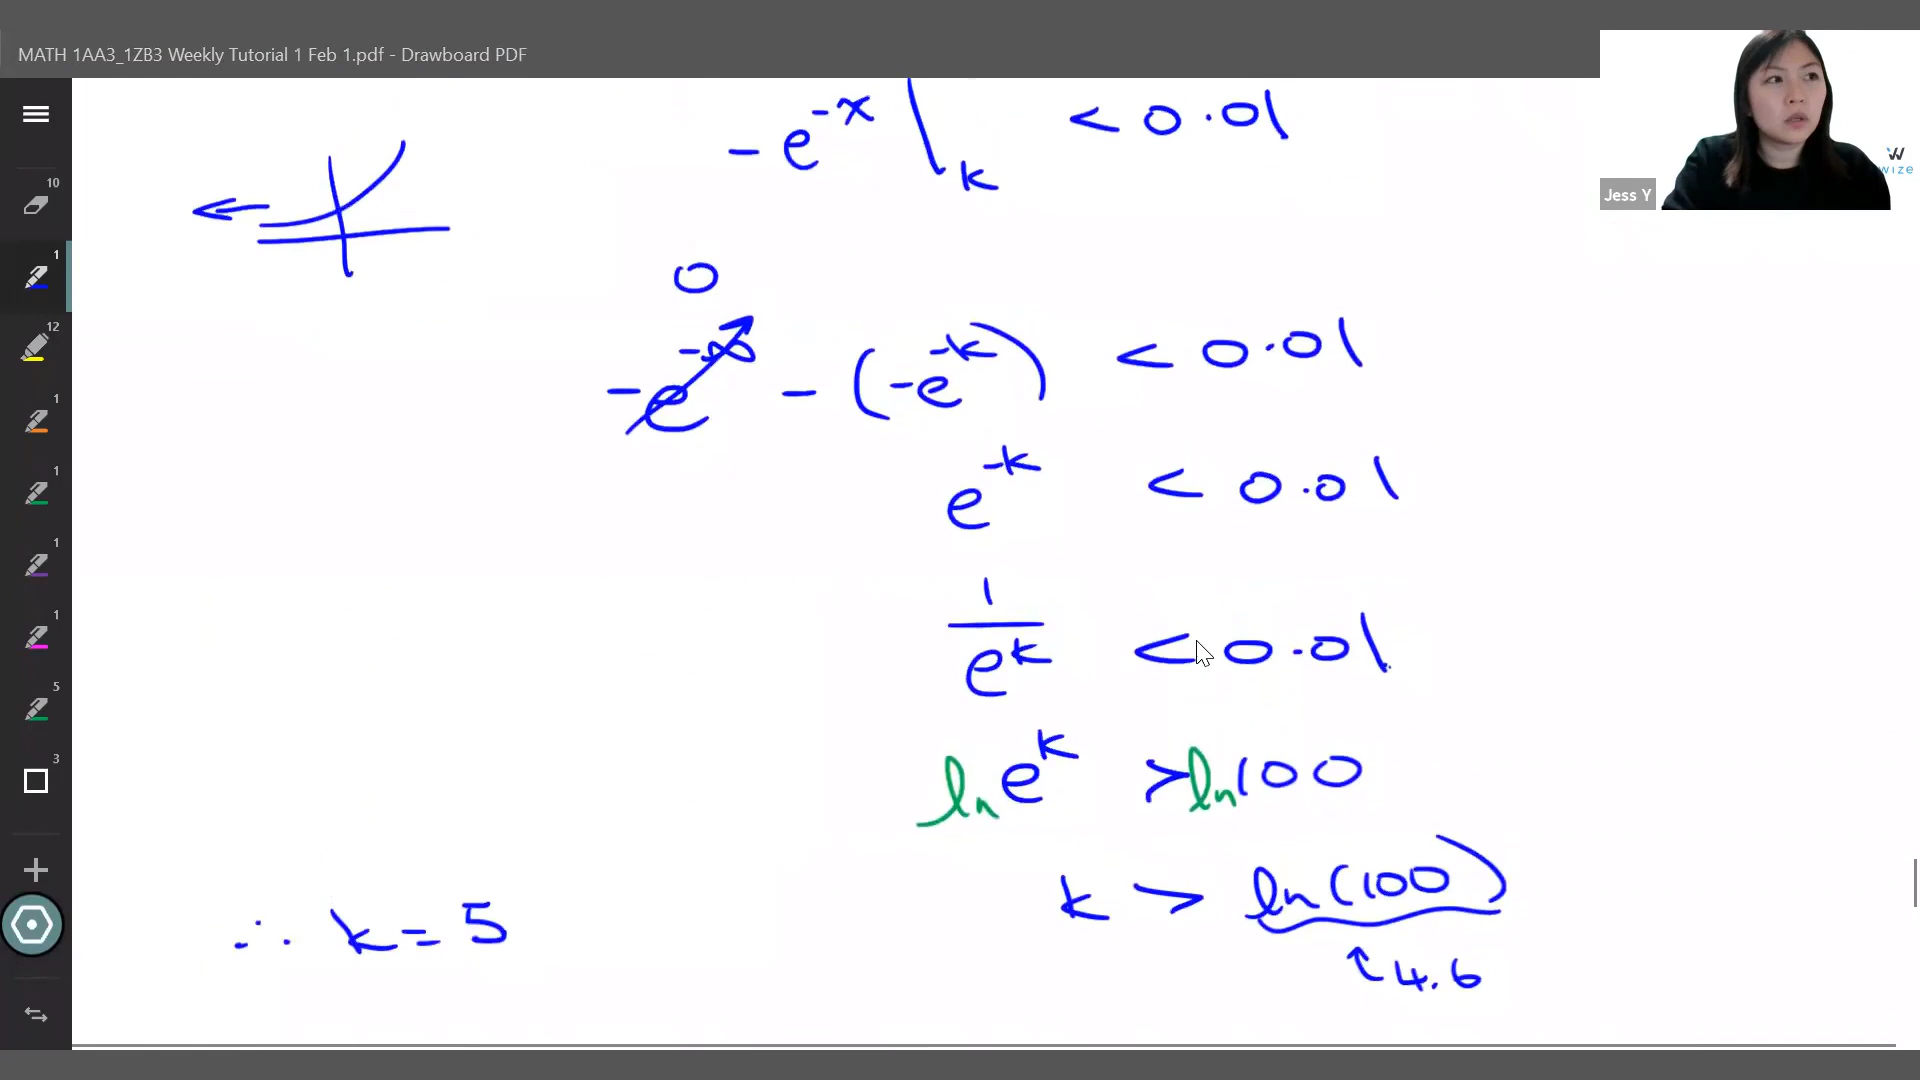 MATH 1AA3_1ZB3 Weekly Tutorial 1 Feb 1.pdf - Drawboard PDF
W
wize
Jess Y
10
1
12
1
1
1
1
5
3
-e^-x | k < 0.01
0
-e^-∞ - (-e^-k) < 0.01
e^-k < 0.01
1/e^k < 0.01
ln e^k > ln 100
k > ln(100)
∴ k = 5
↑ 4.6